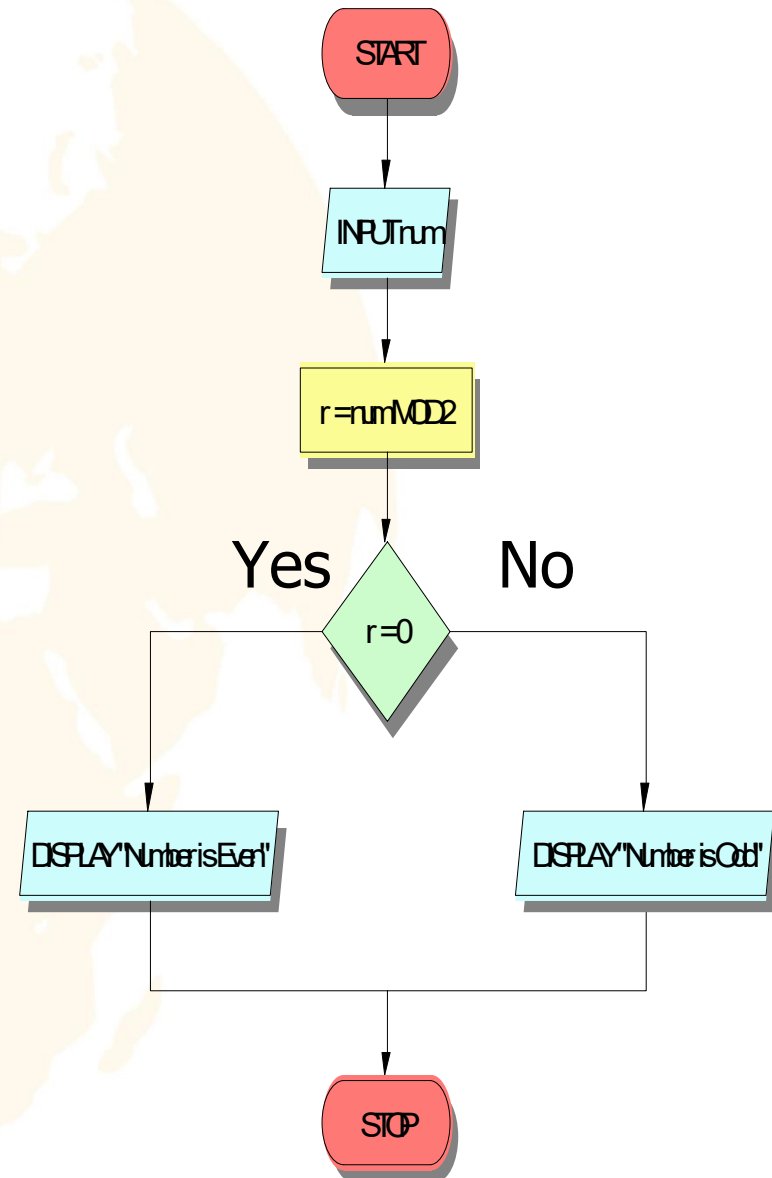 START
INPUT num
r = num MOD 2
Yes
No
r = 0
DISPLAY "Number is Even"
DISPLAY "Number is Odd"
STOP